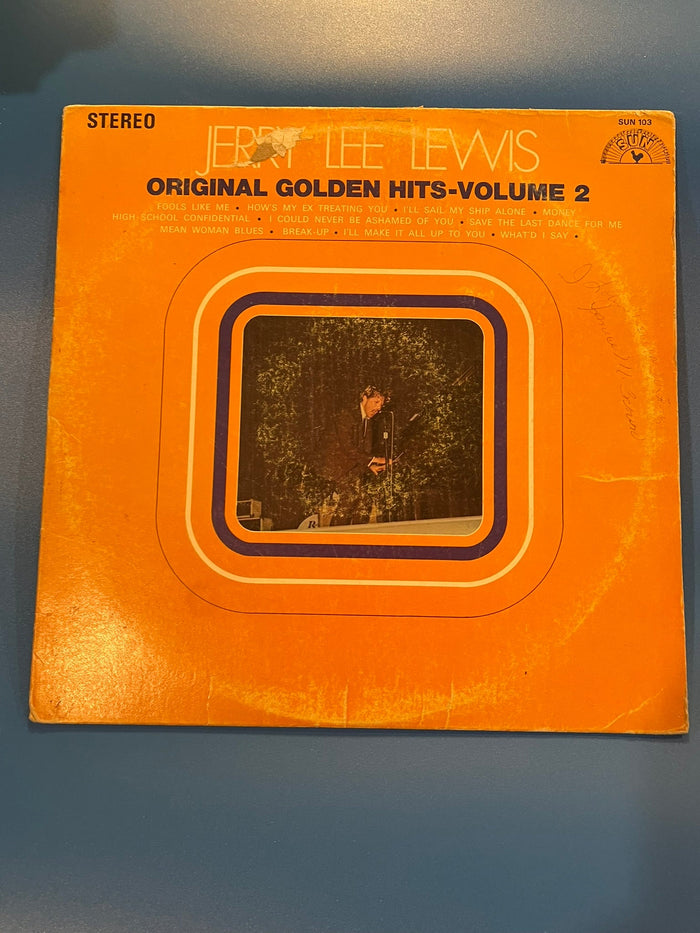 STEREO
SUN 103
SUN
JERRY LEE LEWIS
ORIGINAL GOLDEN HITS-VOLUME 2
FOOLS LIKE ME • HOW'S MY EX TREATING YOU • I'LL SAIL MY SHIP ALONE • MONEY
HIGH SCHOOL CONFIDENTIAL • I COULD NEVER BE ASHAMED OF YOU • SAVE THE LAST DANCE FOR ME
MEAN WOMAN BLUES • BREAK-UP • I'LL MAKE IT ALL UP TO YOU • WHAT'D I SAY •
R